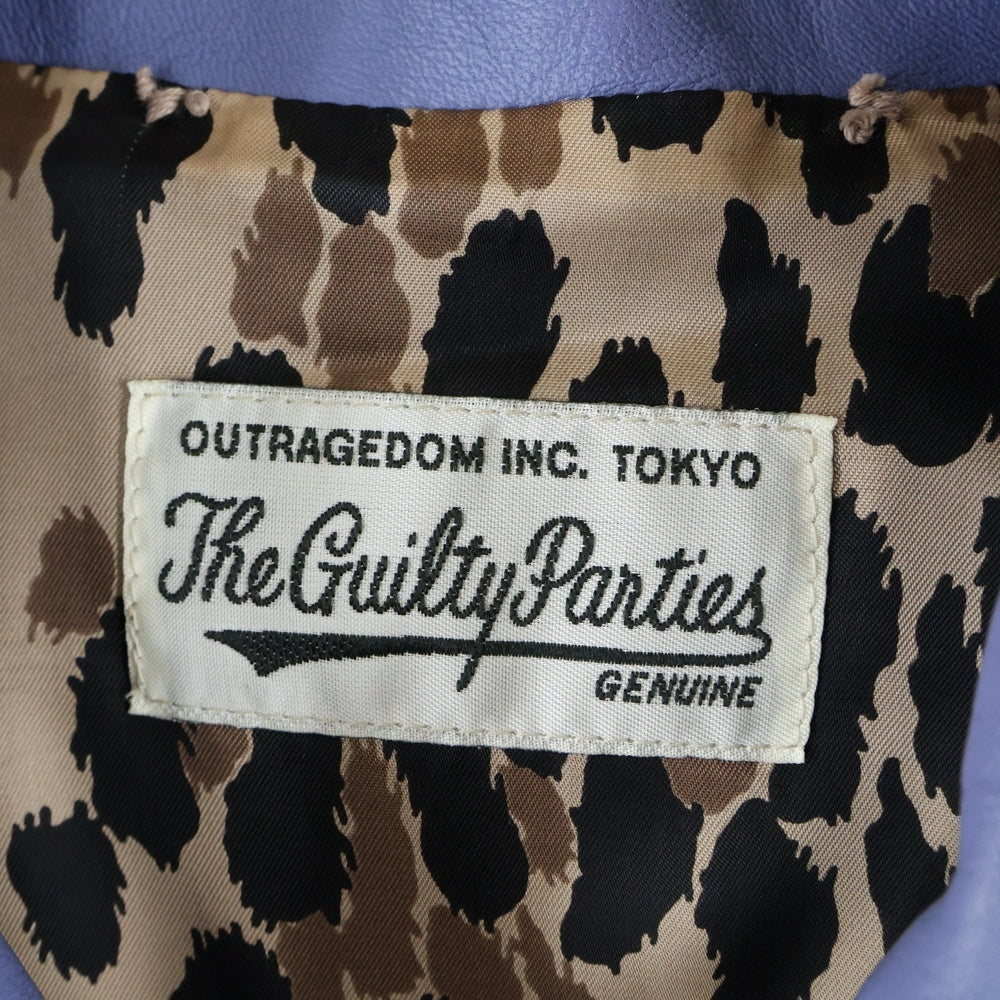 OUTRAGEDOM INC. TOKYO
The Guilty Parties
GENUINE